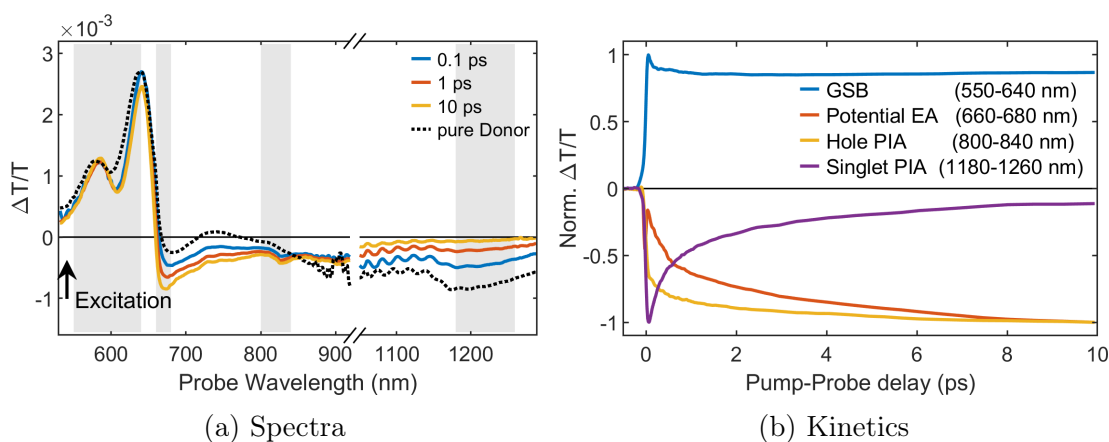 ×10⁻³
3
2
1
0
-1
ΔT/T
0.1 ps
1 ps
10 ps
pure Donor
Excitation
600 700 800 900 1100 1200
Probe Wavelength (nm)
(a) Spectra
1
0.5
0
-0.5
-1
Norm. ΔT/T
GSB (550-640 nm)
Potential EA (660-680 nm)
Hole PIA (800-840 nm)
Singlet PIA (1180-1260 nm)
0 2 4 6 8 10
Pump-Probe delay (ps)
(b) Kinetics